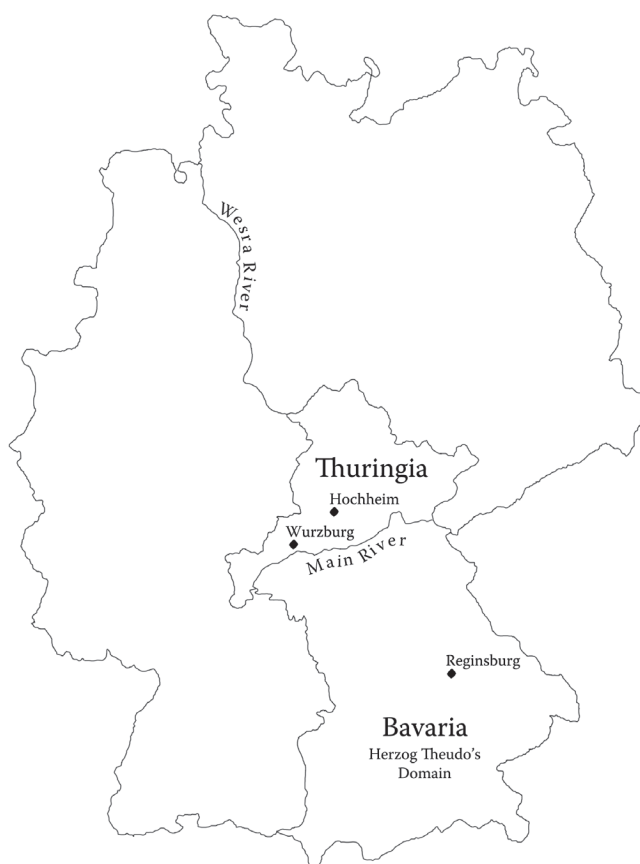 Wesra River
Thuringia
Hochheim
Wurzburg
Main River
Reginsburg
Bavaria
Herzog Theudo's
Domain